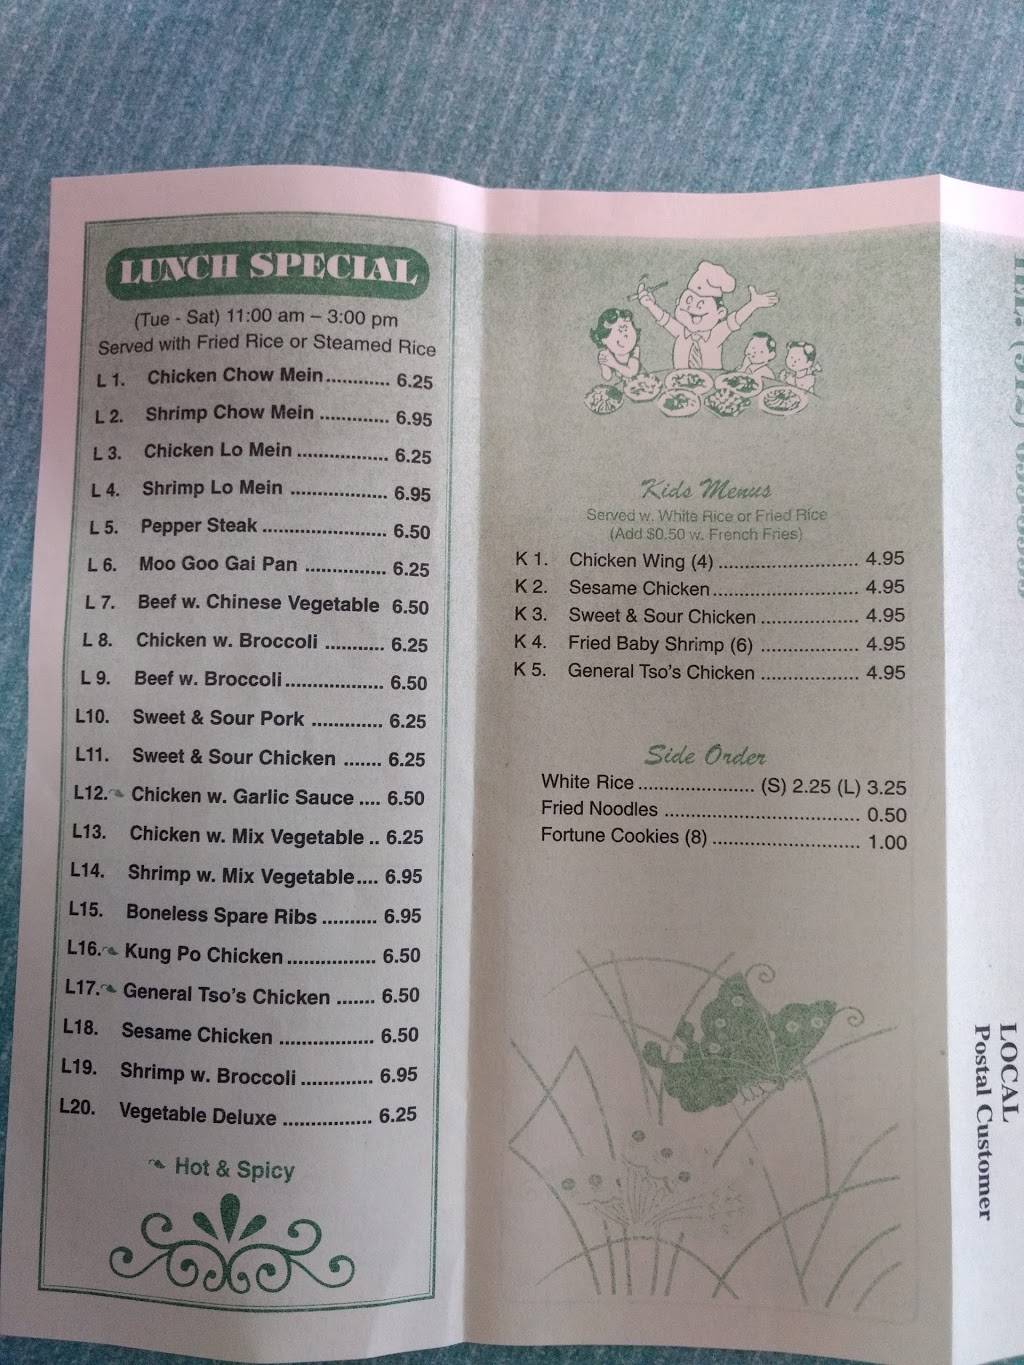 LUNCH SPECIAL
(Tue - Sat) 11:00 am – 3:00 pm
Served with Fried Rice or Steamed Rice
L 1. Chicken Chow Mein............ 6.25
L 2. Shrimp Chow Mein ............. 6.95
L 3. Chicken Lo Mein ................. 6.25
L 4. Shrimp Lo Mein .................. 6.95
L 5. Pepper Steak ....................... 6.50
L 6. Moo Goo Gai Pan ............... 6.25
L 7. Beef w. Chinese Vegetable 6.50
L 8. Chicken w. Broccoli ........... 6.25
L 9. Beef w. Broccoli.................. 6.50
L10. Sweet & Sour Pork ............. 6.25
L11. Sweet & Sour Chicken ....... 6.25
L12. Chicken w. Garlic Sauce .... 6.50
L13. Chicken w. Mix Vegetable .. 6.25
L14. Shrimp w. Mix Vegetable.... 6.95
L15. Boneless Spare Ribs .......... 6.95
L16. Kung Po Chicken ................ 6.50
L17. General Tso's Chicken ....... 6.50
L18. Sesame Chicken ................. 6.50
L19. Shrimp w. Broccoli ............. 6.95
L20. Vegetable Deluxe ................ 6.25
Hot & Spicy
Kids Menus
Served w. White Rice or Fried Rice
(Add $0.50 w. French Fries)
K 1. Chicken Wing (4) .......................... 4.95
K 2. Sesame Chicken........................... 4.95
K 3. Sweet & Sour Chicken .................. 4.95
K 4. Fried Baby Shrimp (6) .................. 4.95
K 5. General Tso's Chicken .................. 4.95
Side Order
White Rice ...................... (S) 2.25 (L) 3.25
Fried Noodles .................................... 0.50
Fortune Cookies (8) ........................... 1.00
LOCAL
Postal Customer